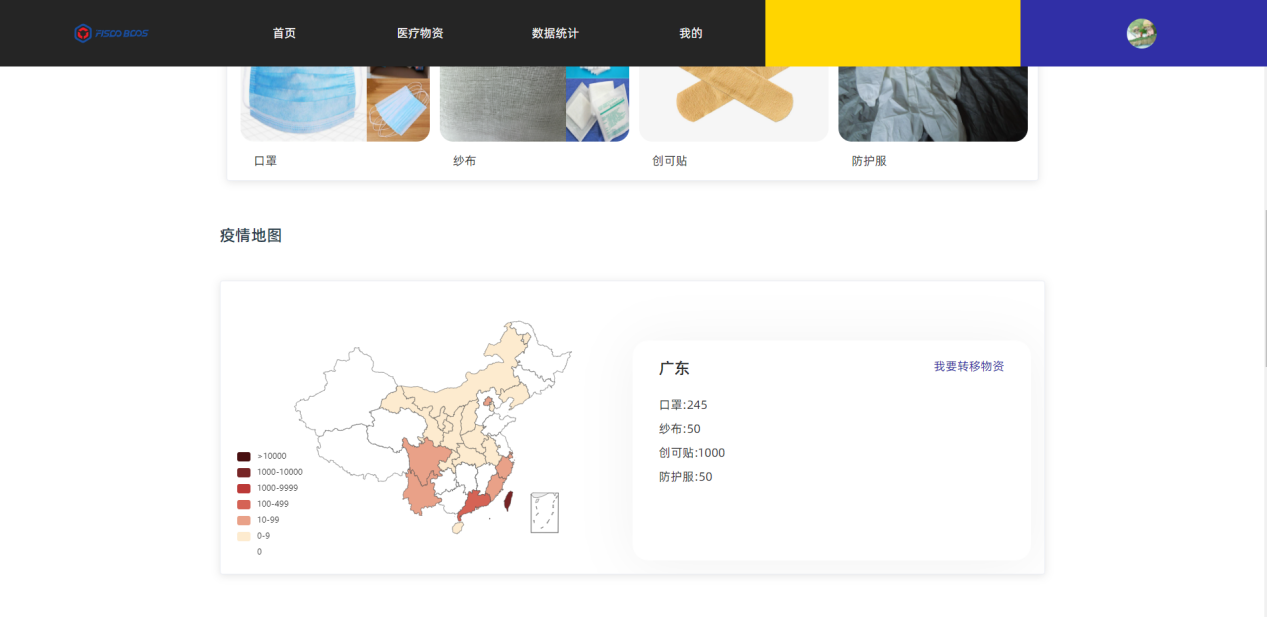 FISCO BCOS
首页
医疗物资
数据统计
我的
口罩
纱布
创可贴
防护服
疫情地图
>10000
1000-10000
1000-9999
100-499
10-99
0-9
0
广东
我要转移物资
口罩:245
纱布:50
创可贴:1000
防护服:50